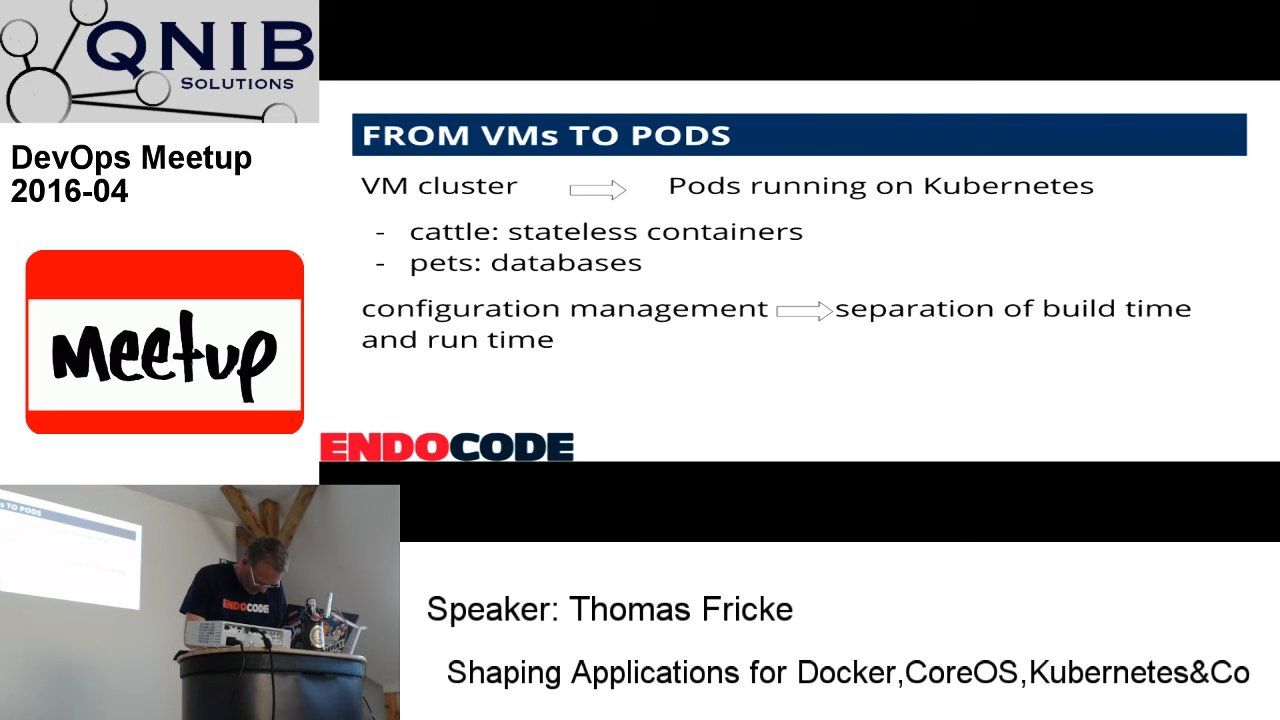 QNIB
SOLUTIONS
DevOps Meetup
2016-04
meetup
FROM VMs TO PODS
VM cluster Pods running on Kubernetes
- cattle: stateless containers
- pets: databases
configuration management separation of build time
and run time
ENDOCODE
s TO PODS
ENDOCODE
Speaker: Thomas Fricke
Shaping Applications for Docker,CoreOS,Kubernetes&Co